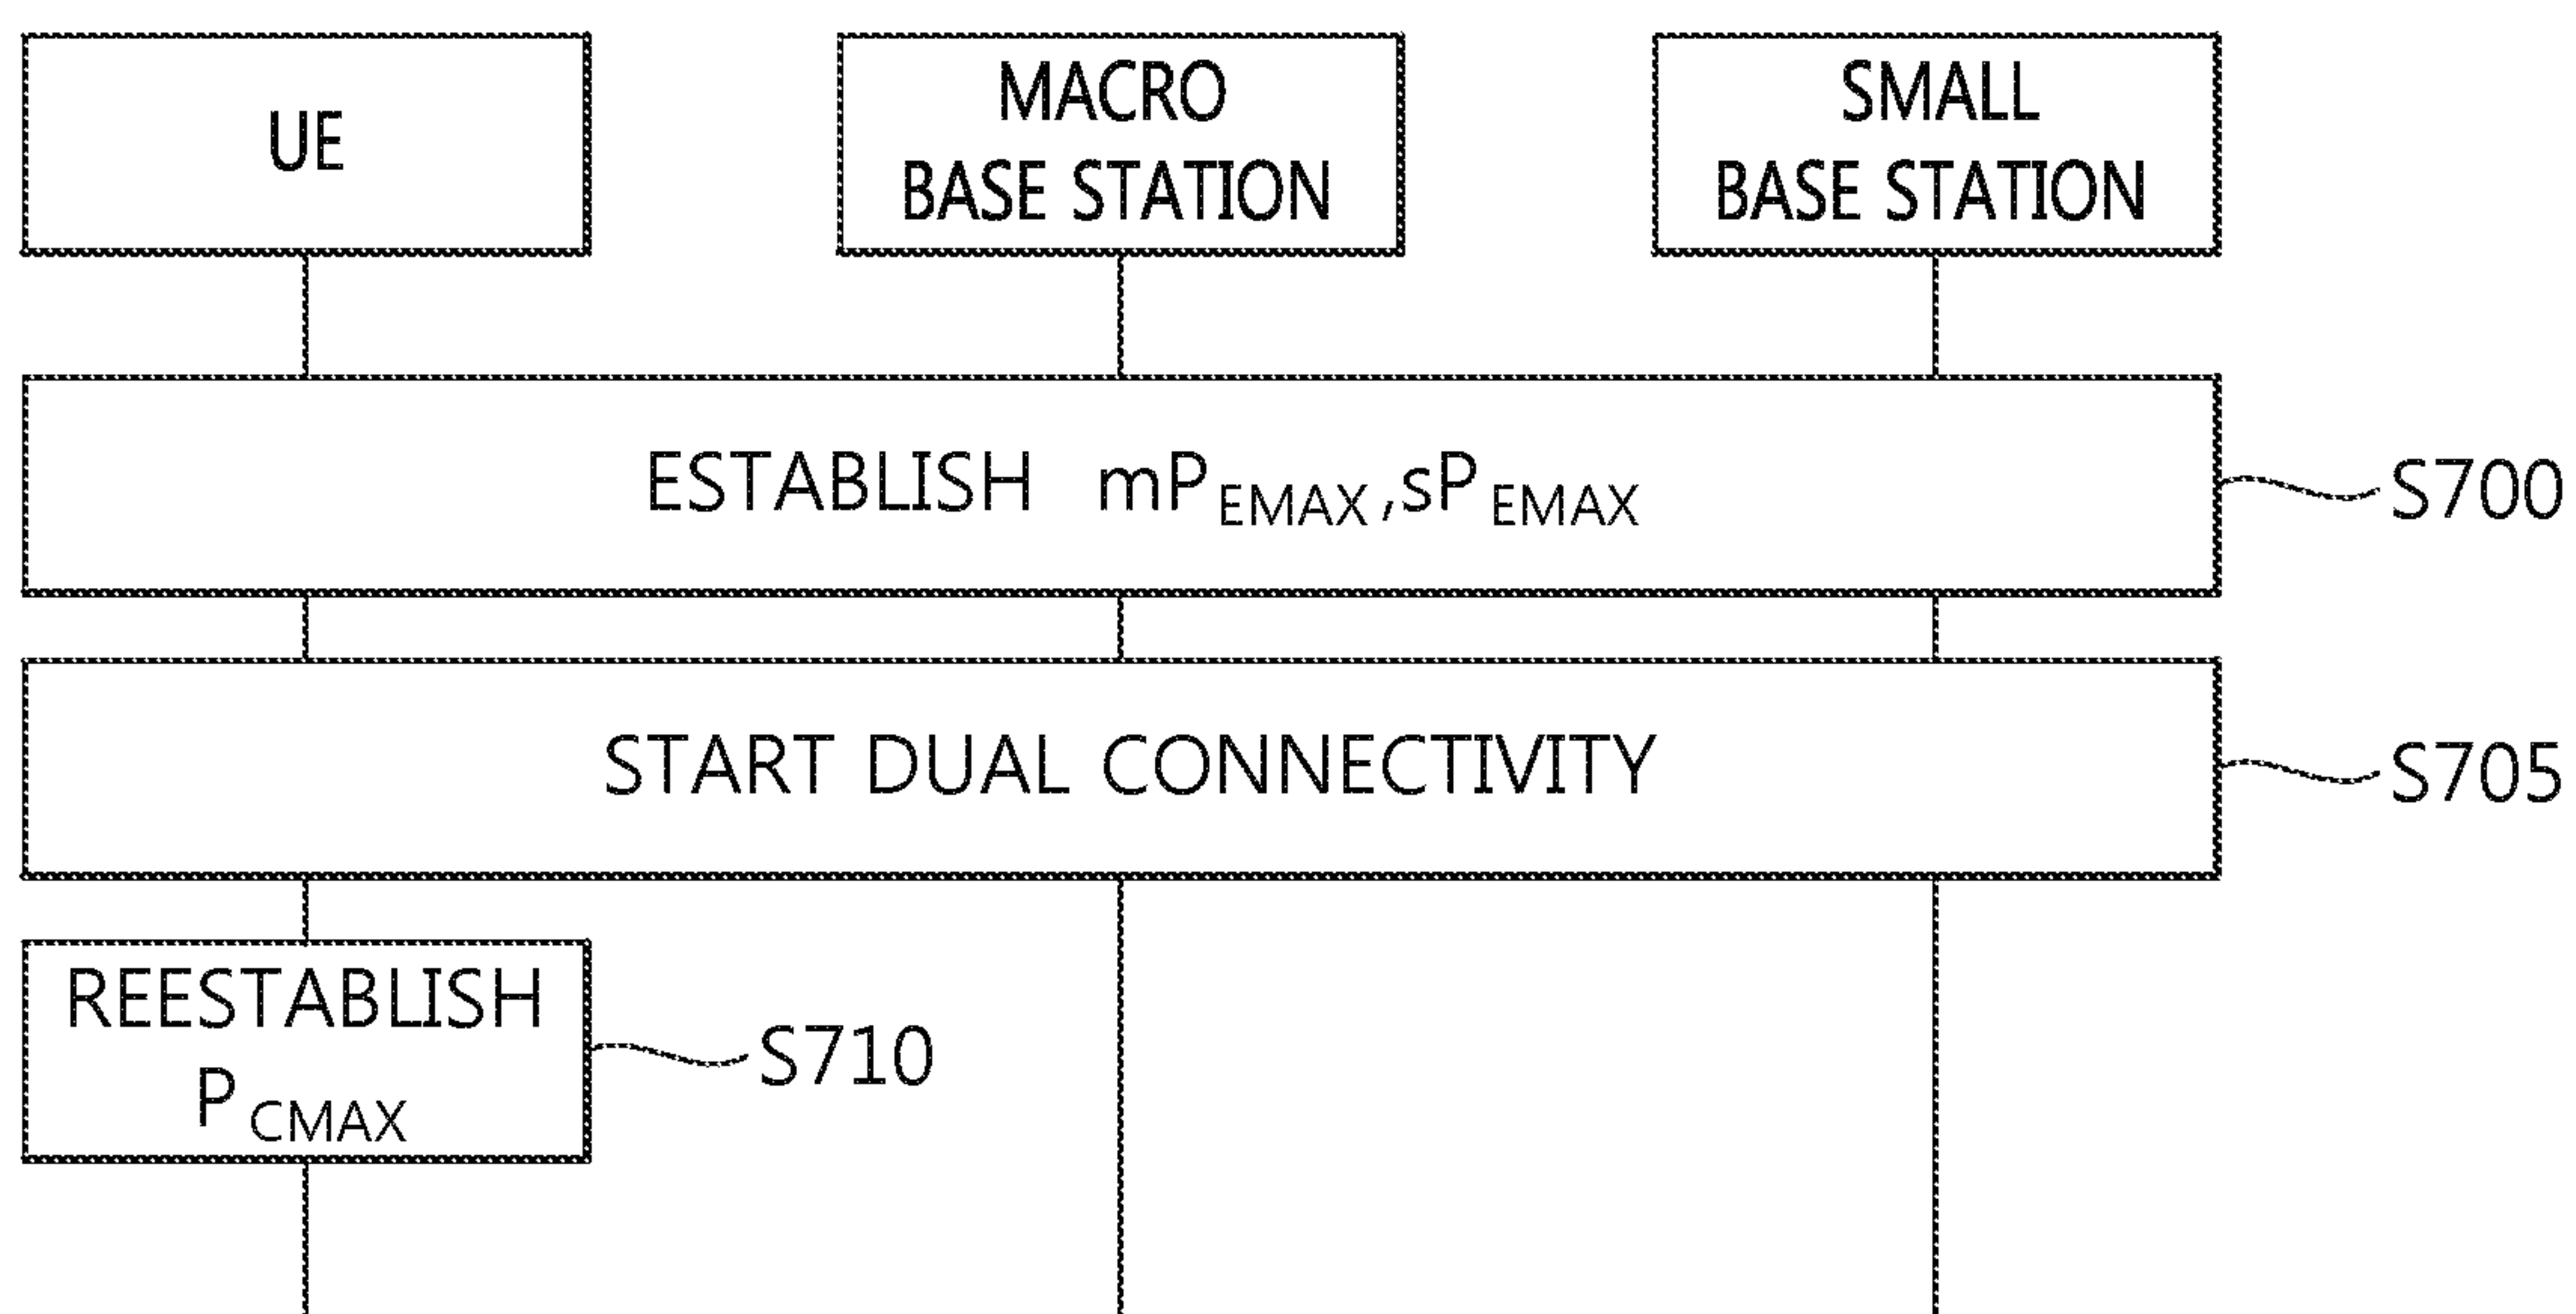 UE
MACRO
BASE STATION
SMALL
BASE STATION
ESTABLISH mPEMAX,sPEMAX
S700
START DUAL CONNECTIVITY
S705
REESTABLISH
PCMAX
S710